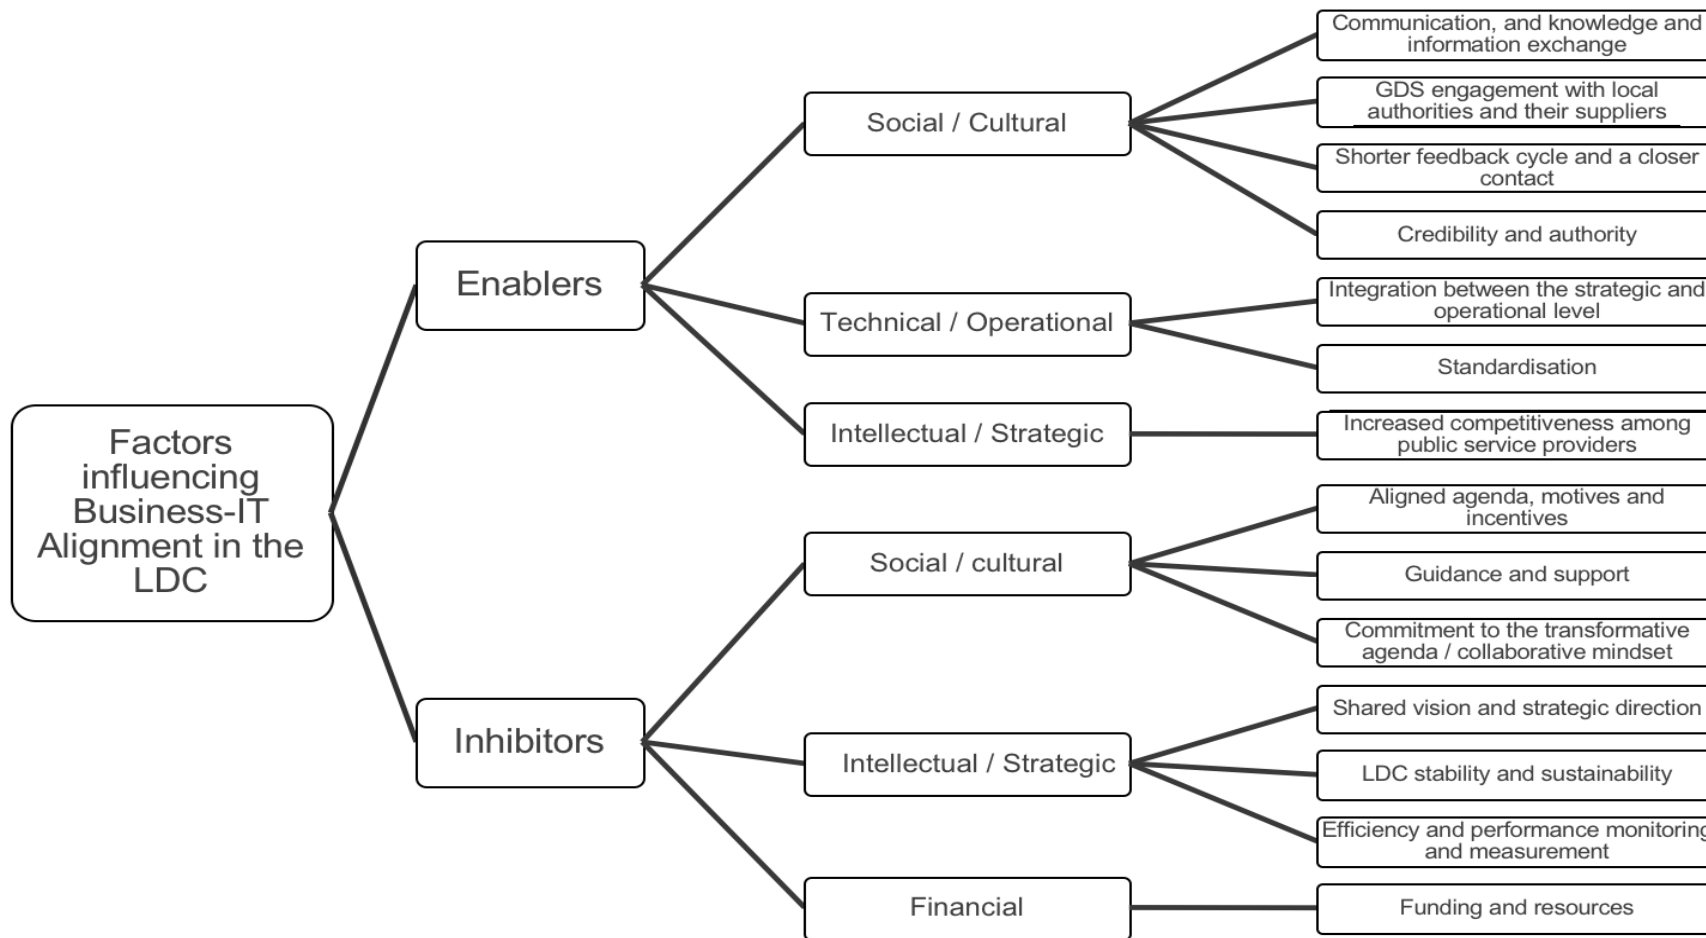 Factors
influencing
Business-IT
Alignment in the
LDC
Enablers
Social / Cultural
Communication, and knowledge and
information exchange
GDS engagement with local
authorities and their suppliers
Shorter feedback cycle and a closer
contact
Credibility and authority
Technical / Operational
Integration between the strategic and
operational level
Standardisation
Intellectual / Strategic
Increased competitiveness among
public service providers
Inhibitors
Social / cultural
Aligned agenda, motives and
incentives
Guidance and support
Commitment to the transformative
agenda / collaborative mindset
Intellectual / Strategic
Shared vision and strategic direction
LDC stability and sustainability
Efficiency and performance monitoring
and measurement
Financial
Funding and resources